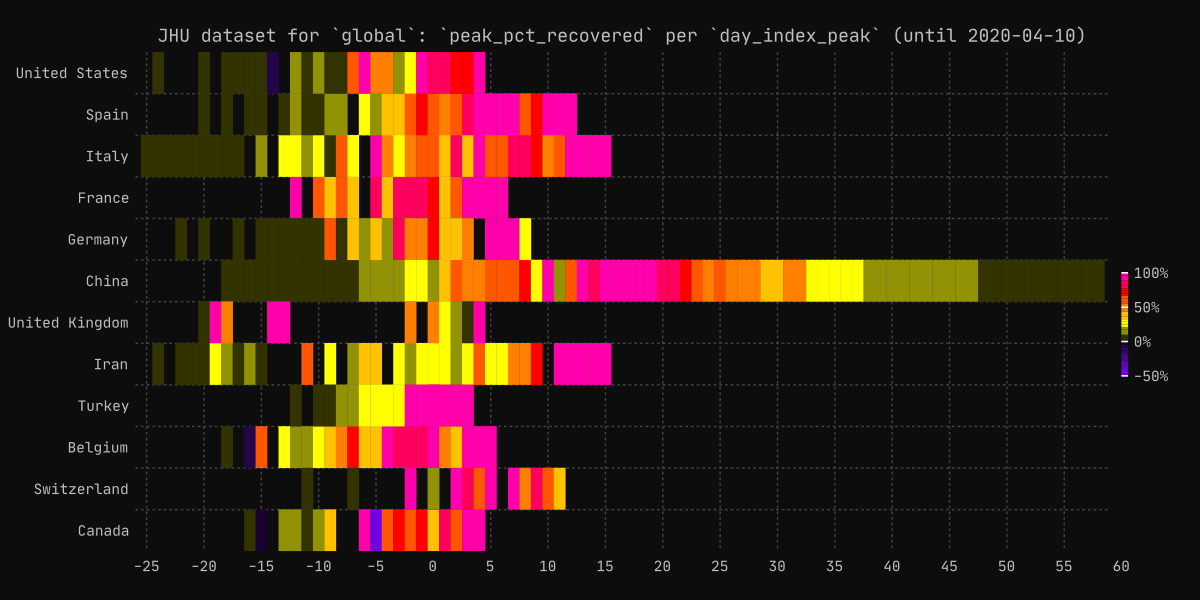 JHU dataset for `global`: `peak_pct_recovered` per `day_index_peak` (until 2020-04-10)
United States
Spain
Italy
France
Germany
China
United Kingdom
Iran
Turkey
Belgium
Switzerland
Canada
100%
50%
0%
-50%
-25 -20 -15 -10 -5 0 5 10 15 20 25 30 35 40 45 50 55 60